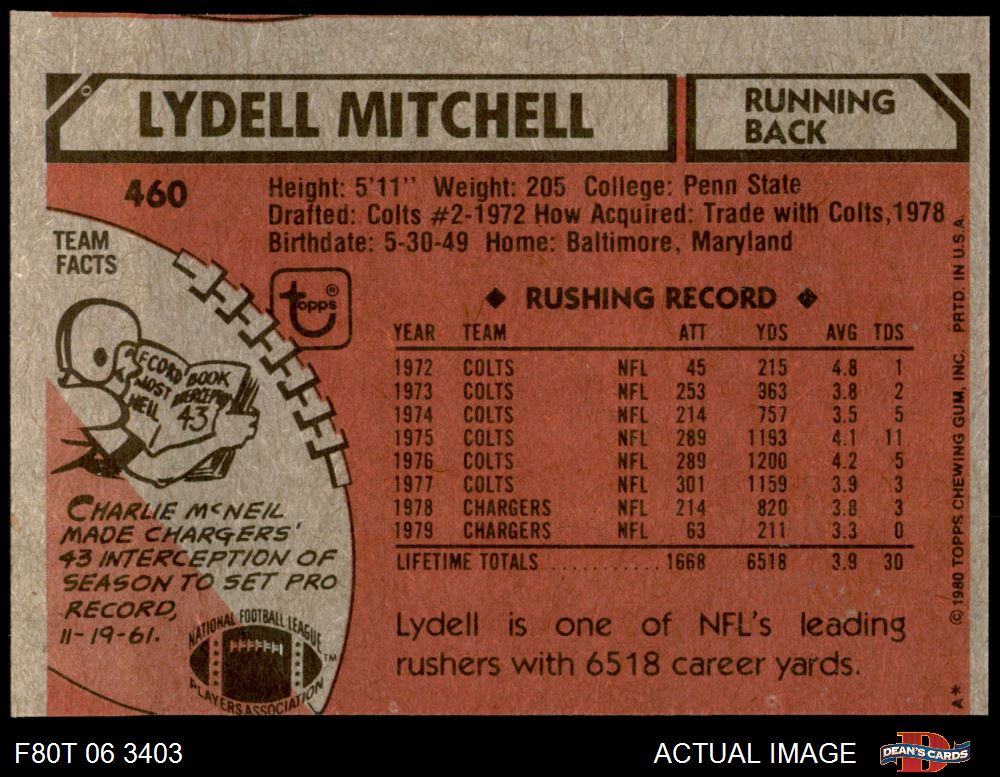 LYDELL MITCHELL
RUNNING
BACK
460
Height: 5'11" Weight: 205 College: Penn State
Drafted: Colts #2-1972 How Acquired: Trade with Colts,1978
Birthdate: 5-30-49 Home: Baltimore, Maryland
TEAM
FACTS
topps®
RECORD BOOK
MOST INTERCEPTIONS
NEIL 43
CHARLIE McNEIL
MADE CHARGERS'
43 INTERCEPTION OF
SEASON TO SET PRO
RECORD,
11-19-61.
NATIONAL FOOTBALL LEAGUE
PLAYERS ASSOCIATION
TM
◆ RUSHING RECORD ◆
YEAR TEAM ATT YDS AVG TDS
1972 COLTS NFL 45 215 4.8 1
1973 COLTS NFL 253 963 3.8 2
1974 COLTS NFL 214 757 3.5 5
1975 COLTS NFL 289 1193 4.1 11
1976 COLTS NFL 289 1200 4.2 5
1977 COLTS NFL 301 1159 3.9 3
1978 CHARGERS NFL 214 820 3.8 3
1979 CHARGERS NFL 63 211 3.3 0
LIFETIME TOTALS ........... 1668 6518 3.9 30
Lydell is one of NFL's leading
rushers with 6518 career yards.
A* © 1980 TOPPS CHEWING GUM, INC. PRTD. IN U.S.A.
F80T 06 3403
ACTUAL IMAGE
D
DEAN'S CARDS